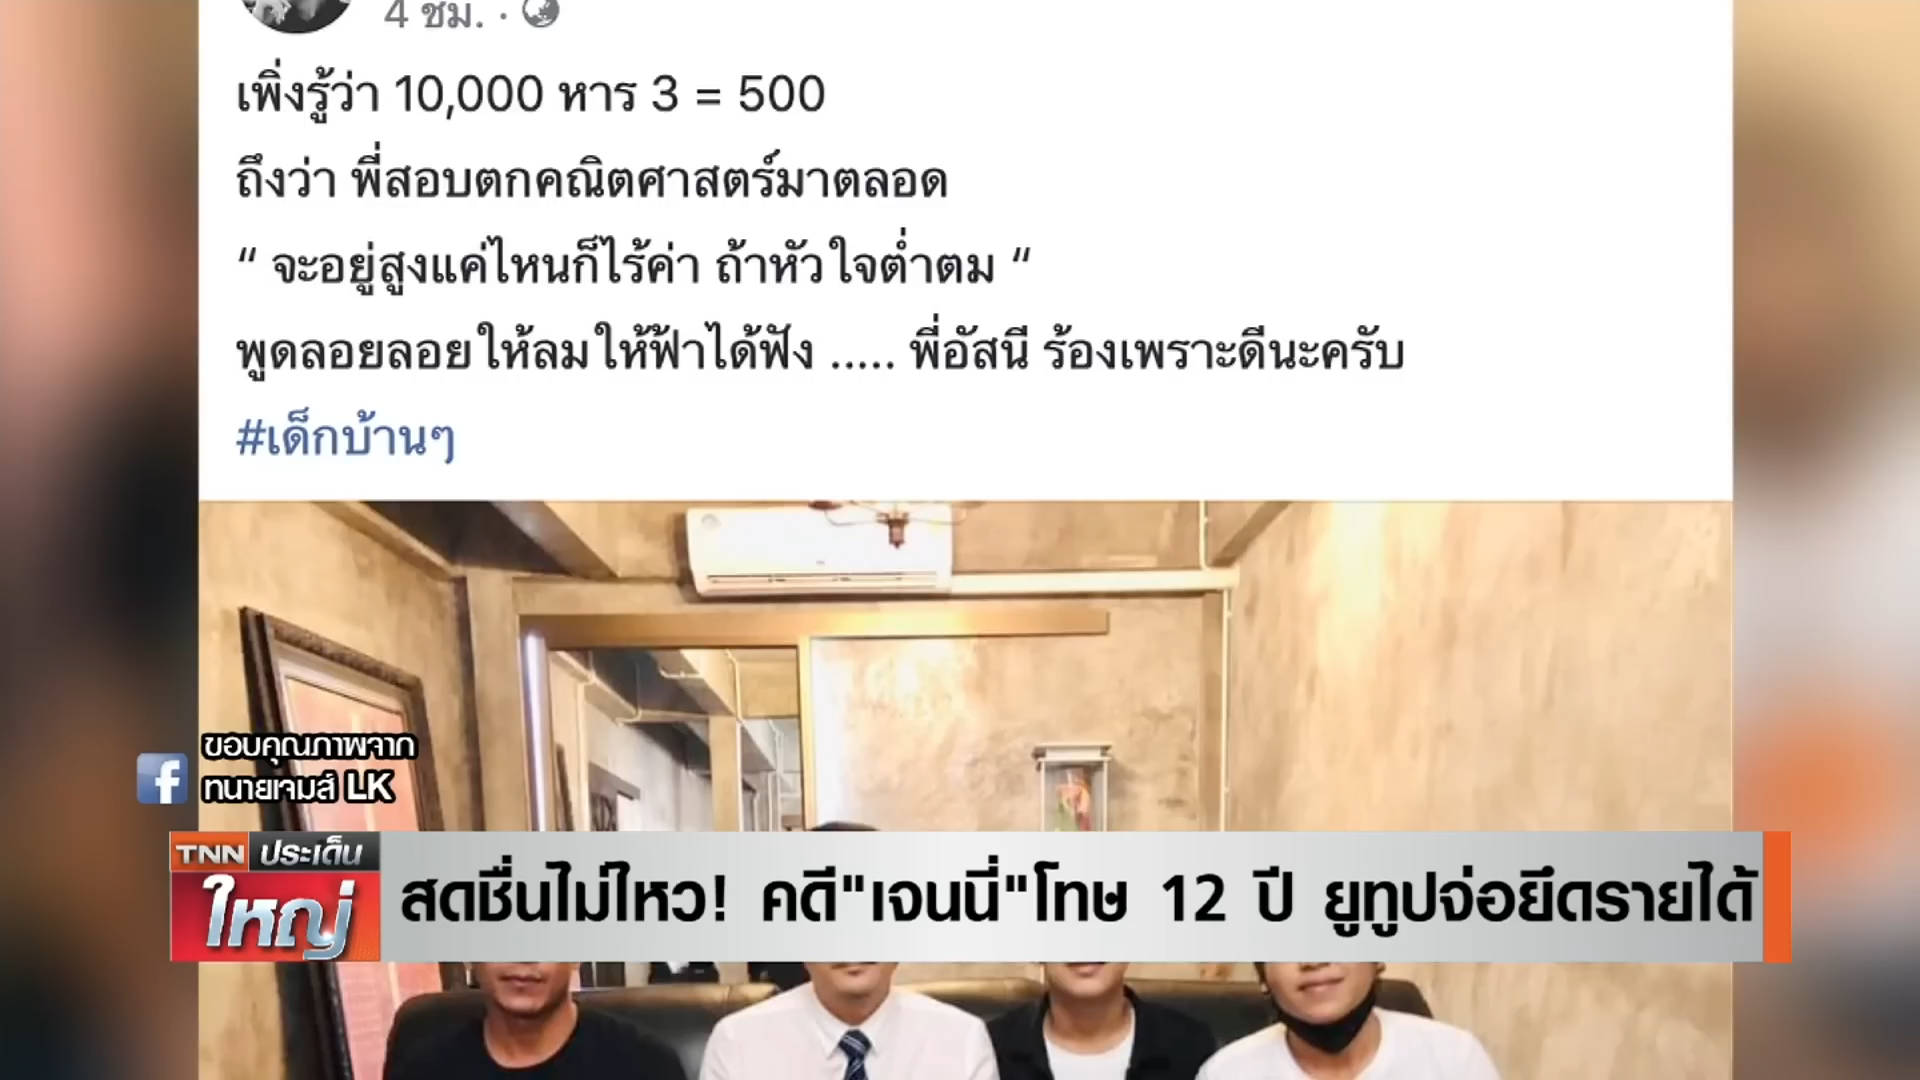 4 ชม. ·
เพิ่งรู้ว่า 10,000 หาร 3 = 500
ถึงว่า พี่สอบตกคณิตศาสตร์มาตลอด
“ จะอยู่สูงแค่ไหนก็ไร้ค่า ถ้าหัวใจต่ำตม “
พูดลอยลอยให้ลมให้ฟ้าได้ฟัง ..... พี่อัสนี ร้องเพราะดีนะครับ
#เด็กบ้านๆ
ขอบคุณภาพจาก
ทนายเจมส์ LK
TNN ประเด็น
ใหญ่
สดชื่นไม่ไหว! คดี"เจนนี่"โทษ 12 ปี ยูทูปจ่อยึดรายได้